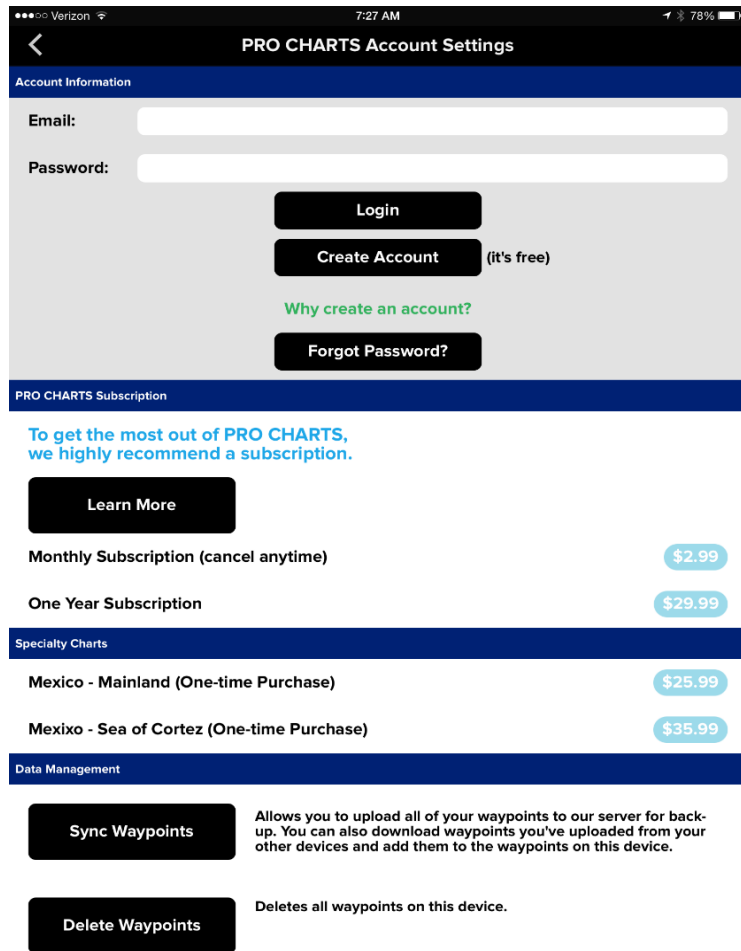 Verizon 7:27 AM 78%
PRO CHARTS Account Settings
Account Information
Email:
Password:
Login
Create Account (it's free)
Why create an account?
Forgot Password?
PRO CHARTS Subscription
To get the most out of PRO CHARTS,
we highly recommend a subscription.
Learn More
Monthly Subscription (cancel anytime) $2.99
One Year Subscription $29.99
Specialty Charts
Mexico - Mainland (One-time Purchase) $25.99
Mexixo - Sea of Cortez (One-time Purchase) $35.99
Data Management
Sync Waypoints
Allows you to upload all of your waypoints to our server for back-
up. You can also download waypoints you've uploaded from your
other devices and add them to the waypoints on this device.
Delete Waypoints
Deletes all waypoints on this device.